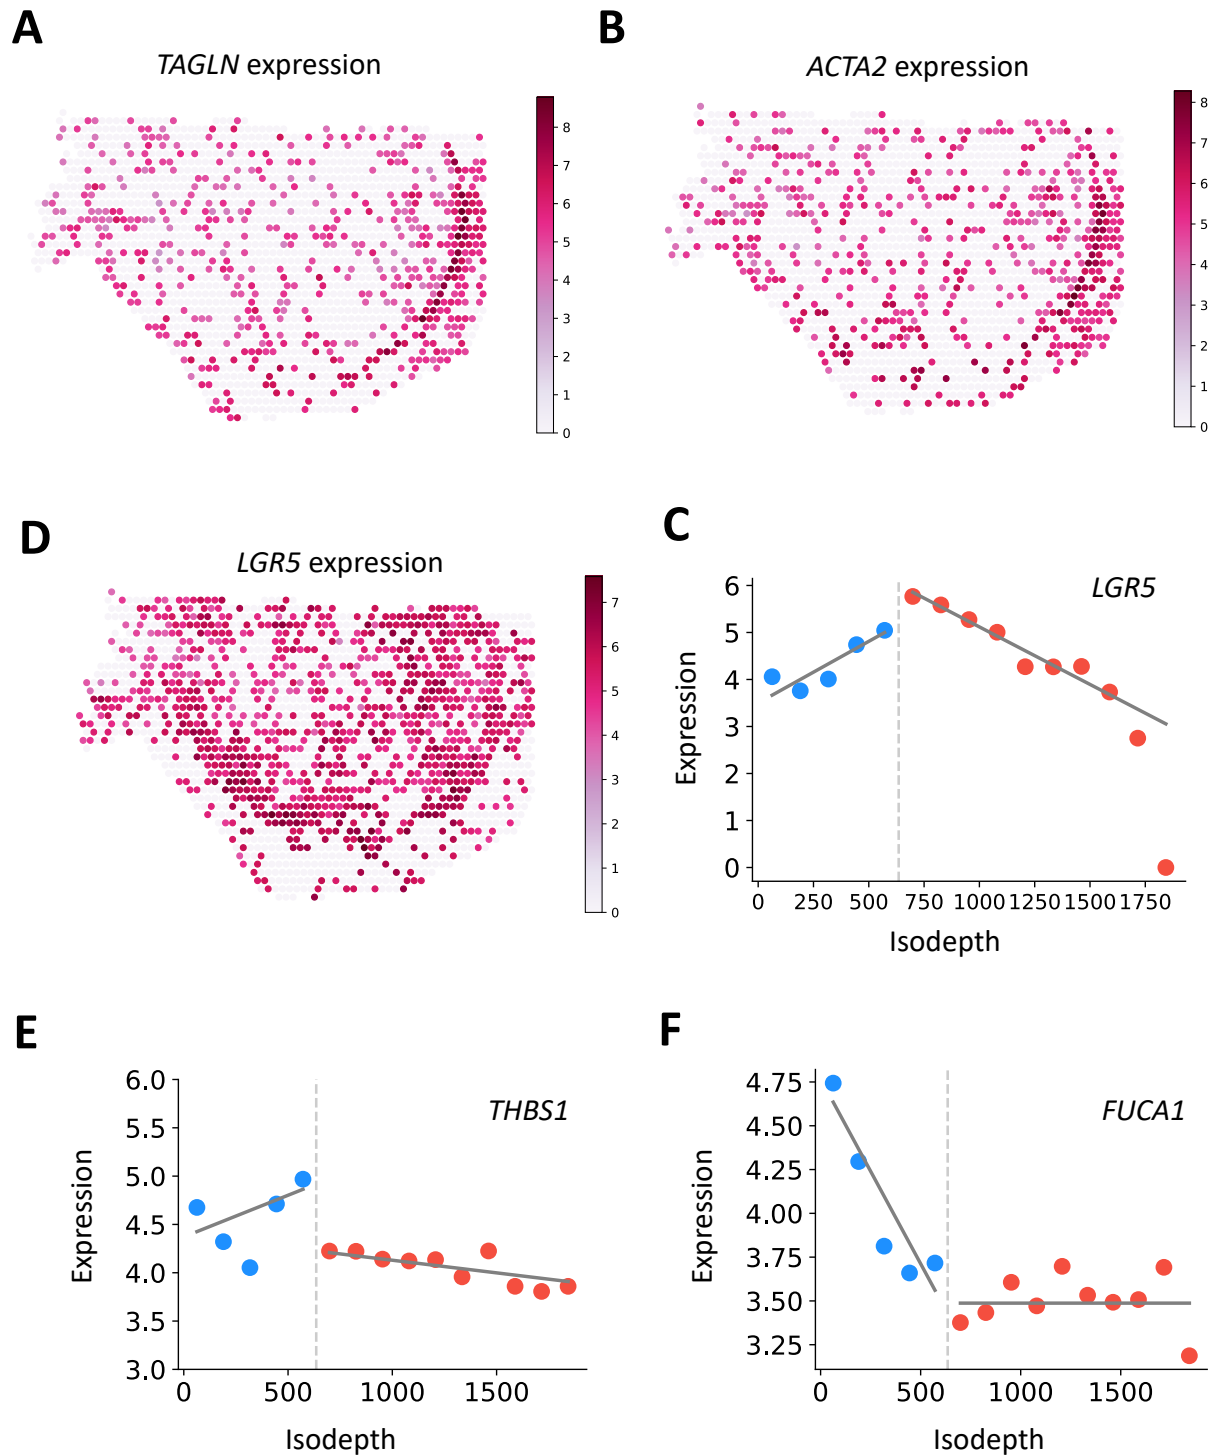 A
TAGLN expression
8
7
6
5
4
3
2
1
0
B
ACTA2 expression
8
7
6
5
4
3
2
1
0
D
LGR5 expression
7
6
5
4
3
2
1
0
C
LGR5
Expression
6
5
4
3
2
1
0
0 250 500 750 1000 1250 1500 1750
Isodepth
E
THBS1
Expression
6.0
5.5
5.0
4.5
4.0
3.5
3.0
0 500 1000 1500
Isodepth
F
FUCA1
Expression
4.75
4.50
4.25
4.00
3.75
3.50
3.25
0 500 1000 1500
Isodepth